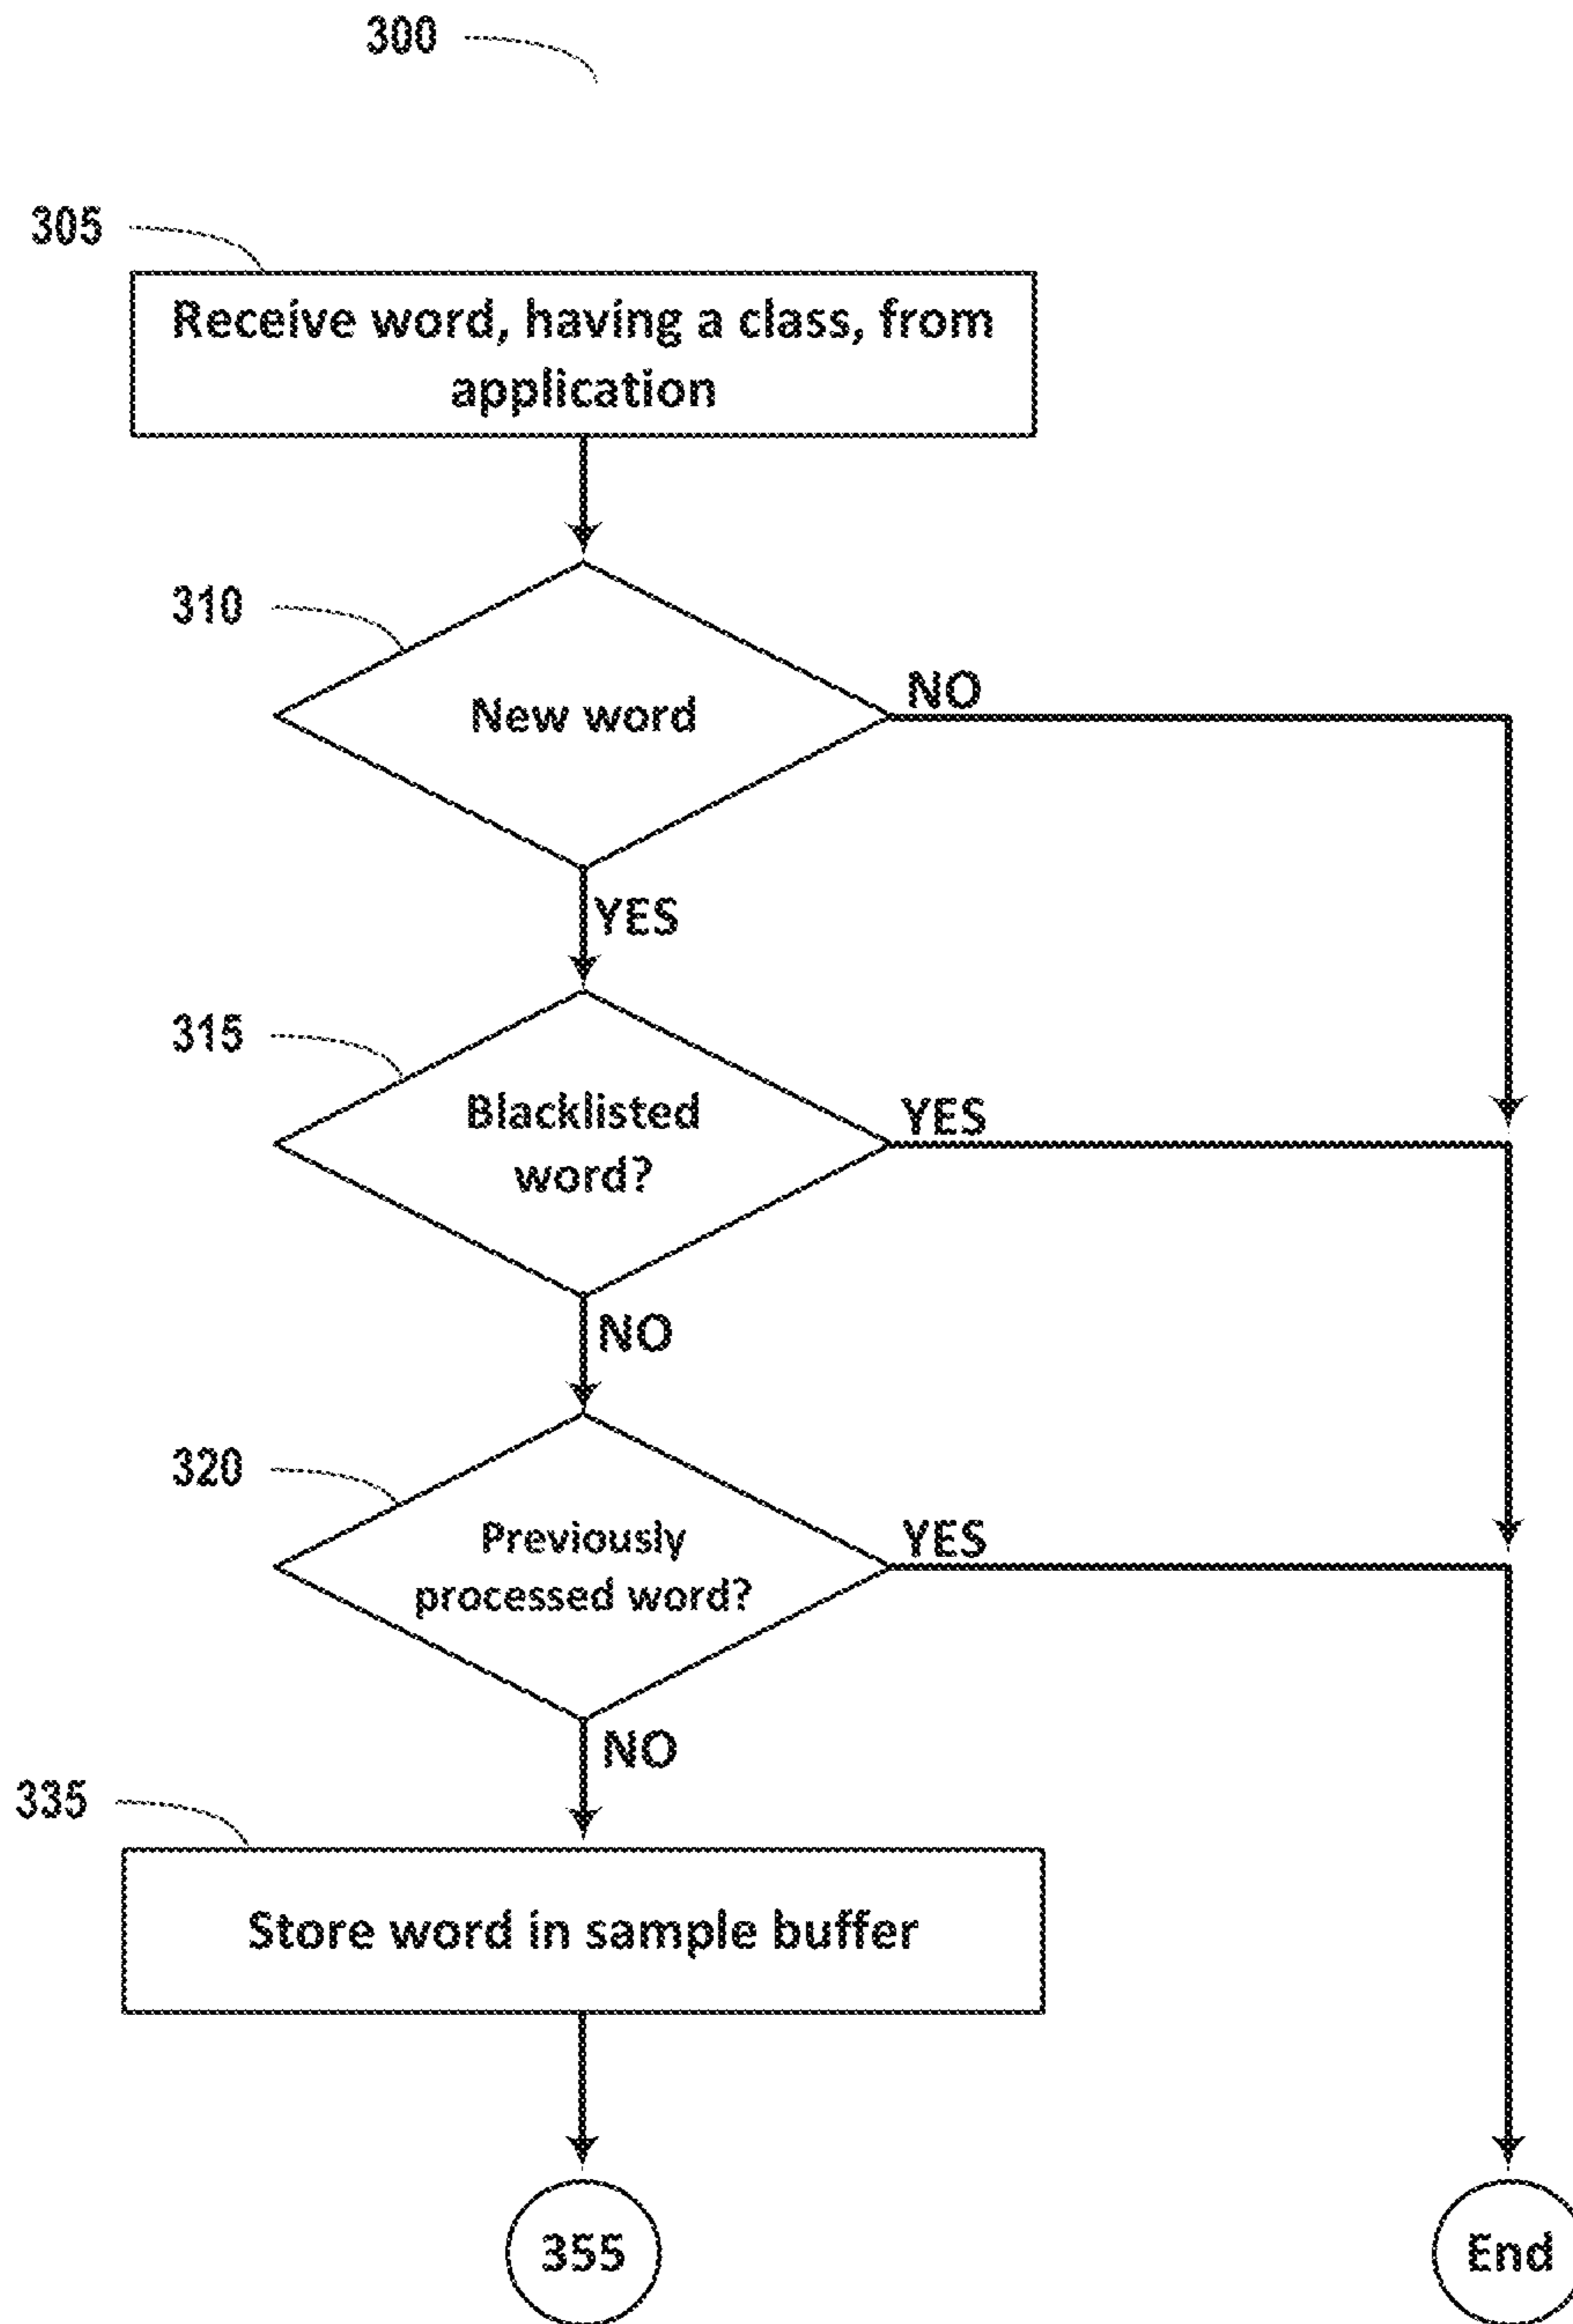 300
305
Receive word, having a class, from
application
310
New word
NO
YES
315
Blacklisted
word?
YES
NO
320
Previously
processed word?
YES
NO
335
Store word in sample buffer
355
End